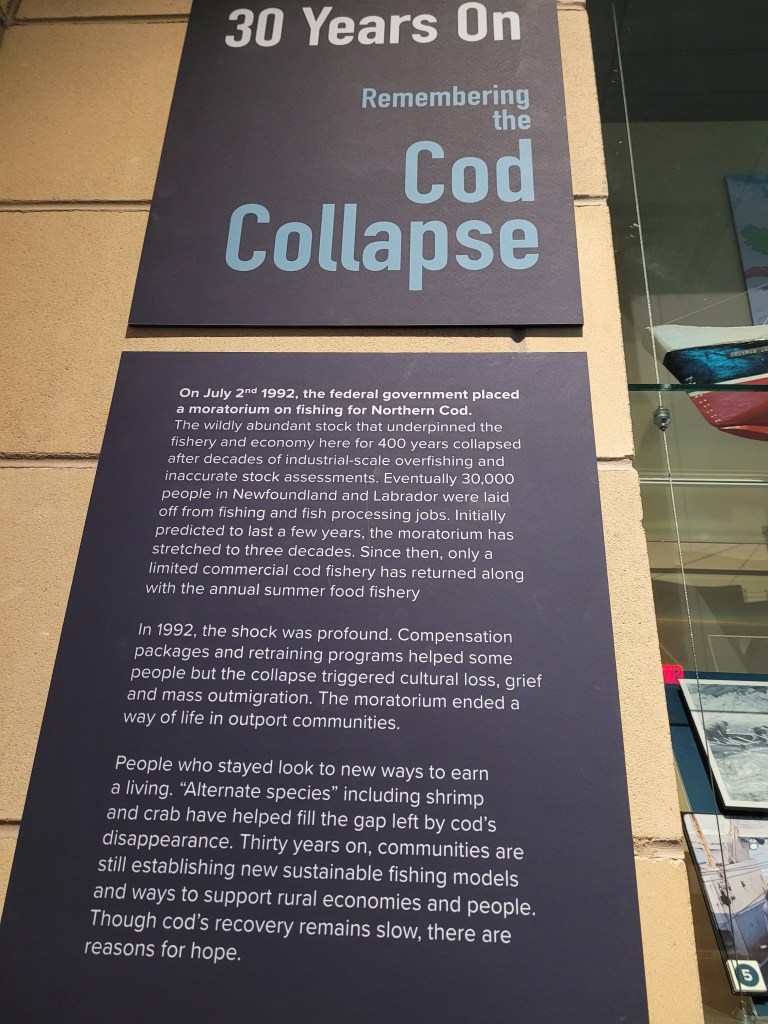 30 Years On
Remembering
the
Cod
Collapse
On July 2nd 1992, the federal government placed
a moratorium on fishing for Northern Cod.
The wildly abundant stock that underpinned the
fishery and economy here for 400 years collapsed
after decades of industrial-scale overfishing and
inaccurate stock assessments. Eventually 30,000
people in Newfoundland and Labrador were laid
off from fishing and fish processing jobs. Initially
predicted to last a few years, the moratorium has
stretched to three decades. Since then, only a
limited commercial cod fishery has returned along
with the annual summer food fishery
In 1992, the shock was profound. Compensation
packages and retraining programs helped some
people but the collapse triggered cultural loss, grief
and mass outmigration. The moratorium ended a
way of life in outport communities.
People who stayed look to new ways to earn
a living. “Alternate species” including shrimp
and crab have helped fill the gap left by cod’s
disappearance. Thirty years on, communities are
still establishing new sustainable fishing models
and ways to support rural economies and people.
Though cod’s recovery remains slow, there are
reasons for hope.
5